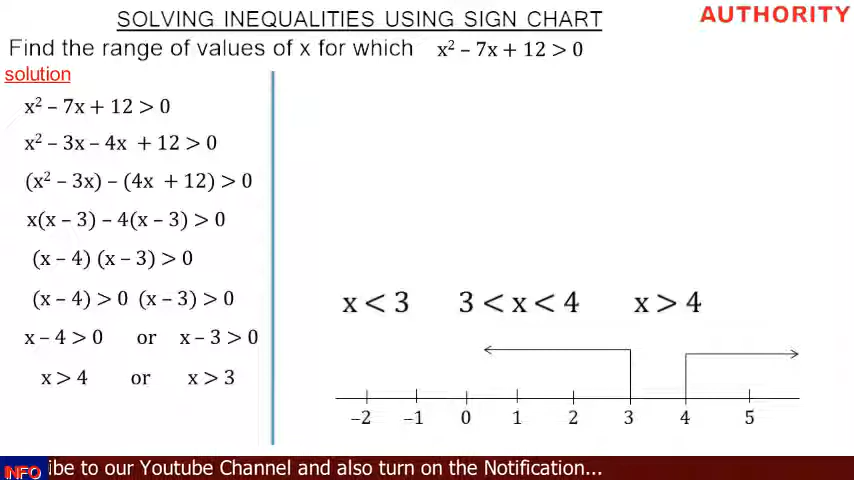 SOLVING INEQUALITIES USING SIGN CHART
AUTHORITY
Find the range of values of x for which x² – 7x + 12 > 0
solution
x² – 7x + 12 > 0
x² – 3x – 4x + 12 > 0
(x² – 3x) – (4x + 12) > 0
x(x – 3) – 4(x – 3) > 0
(x – 4) (x – 3) > 0
(x – 4) > 0 (x – 3) > 0
x – 4 > 0 or x – 3 > 0
x > 4 or x > 3
x < 3 3 < x < 4 x > 4
–2 –1 0 1 2 3 4 5
INFO ibe to our Youtube Channel and also turn on the Notification...